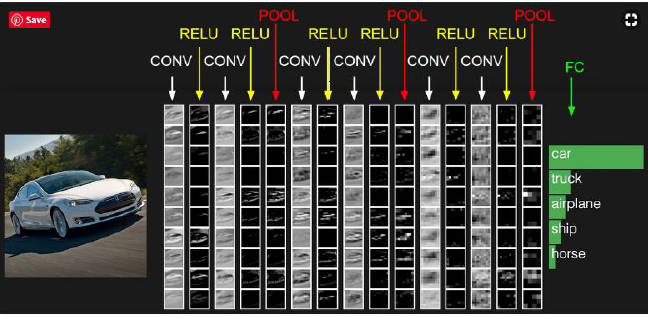 Save
POOL POOL POOL
RELU RELU RELU RELU RELU RELU
CONV CONV CONV CONV CONV CONV
FC
car
truck
airplane
ship
horse